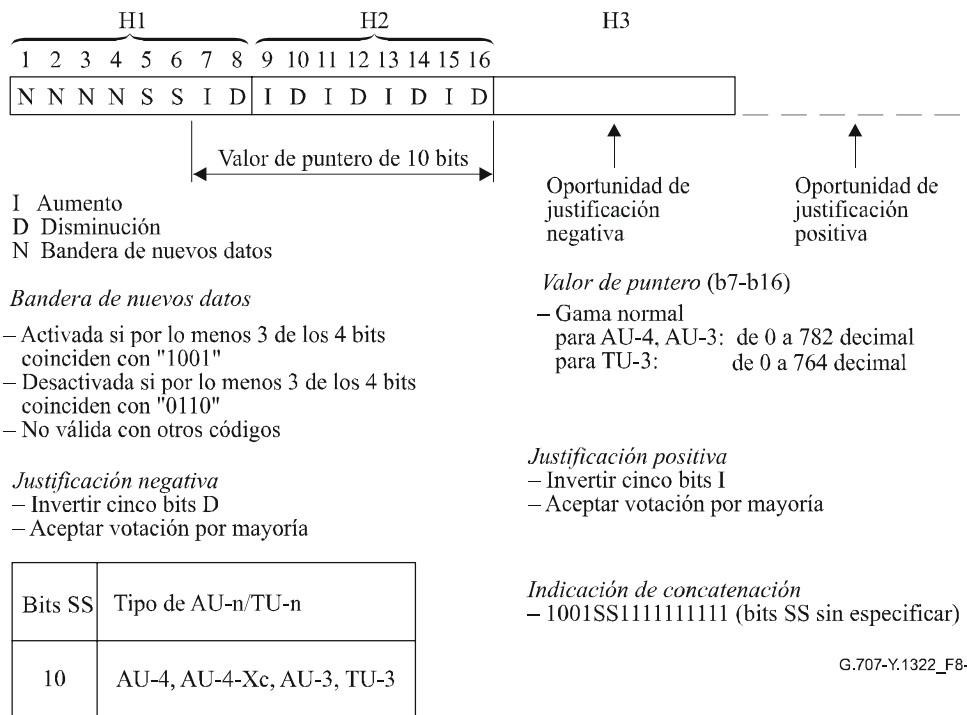 H1 H2 H3
1 2 3 4 5 6 7 8 9 10 11 12 13 14 15 16
N N N N S S I D I D I D I D I D
Valor de puntero de 10 bits
Oportunidad de
justificación
negativa
Oportunidad de
justificación
positiva
I Aumento
D Disminución
N Bandera de nuevos datos
Bandera de nuevos datos
– Activada si por lo menos 3 de los 4 bits
coinciden con "1001"
– Desactivada si por lo menos 3 de los 4 bits
coinciden con "0110"
– No válida con otros códigos
Valor de puntero (b7-b16)
– Gama normal
para AU-4, AU-3: de 0 a 782 decimal
para TU-3: de 0 a 764 decimal
Justificación negativa
– Invertir cinco bits D
– Aceptar votación por mayoría
Justificación positiva
– Invertir cinco bits I
– Aceptar votación por mayoría
Bits SS Tipo de AU-n/TU-n
10 AU-4, AU-4-Xc, AU-3, TU-3
Indicación de concatenación
– 1001SS1111111111 (bits SS sin especificar)
G.707-Y.1322_F8-